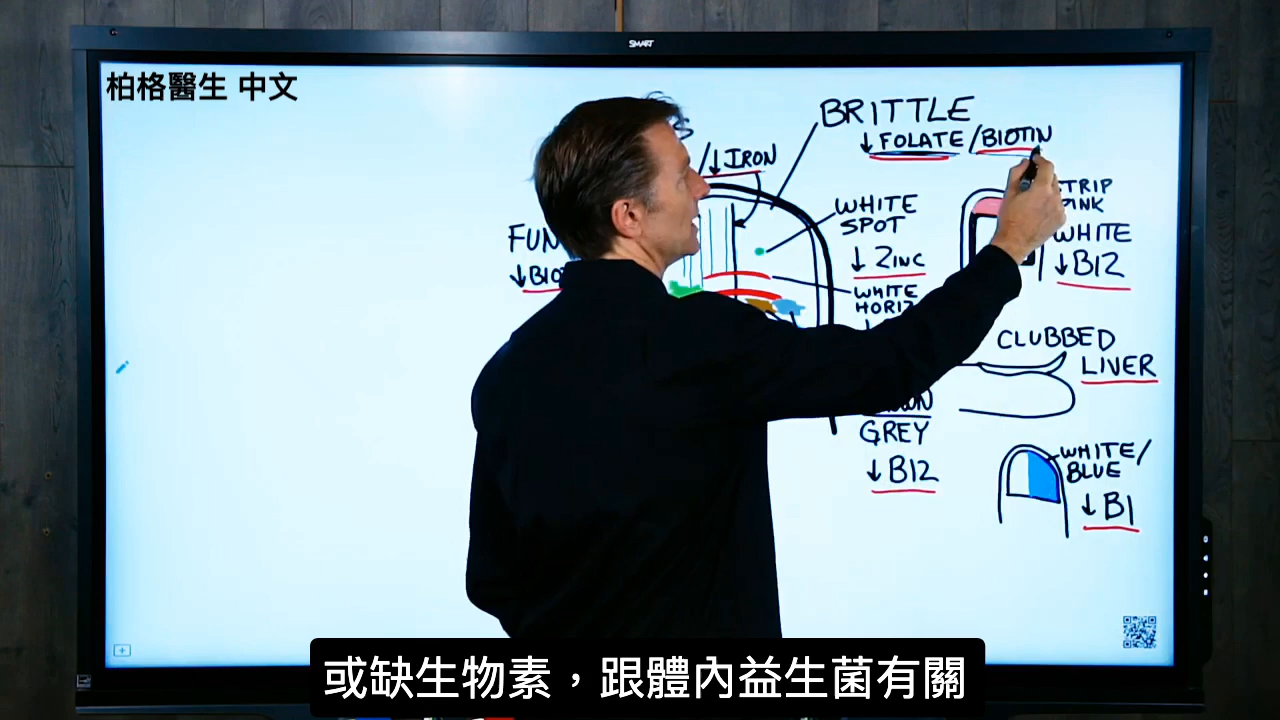 SMART
柏格醫生 中文
BRITTLE
↓ FOLATE / BIOTIN
/↓ IRON
WHITE
SPOT
↓ ZINC
WHITE
↓ B12
WHITE
GREY
↓ B12
CLUBBED
LIVER
WHITE/
BLUE
↓ B1
或缺生物素，跟體內益生菌有關